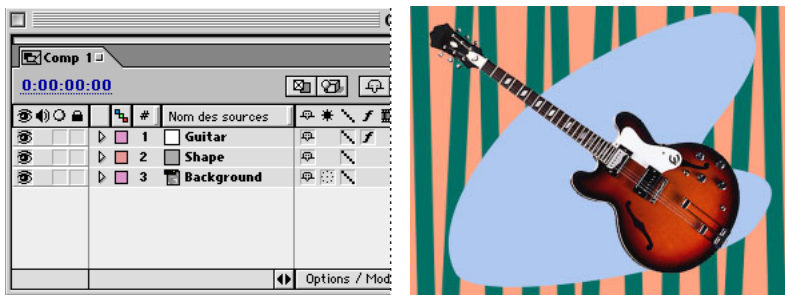 Comp 1
0:00:00:00
# Nom des sources
1 Guitar
2 Shape
3 Background
Options / Mod